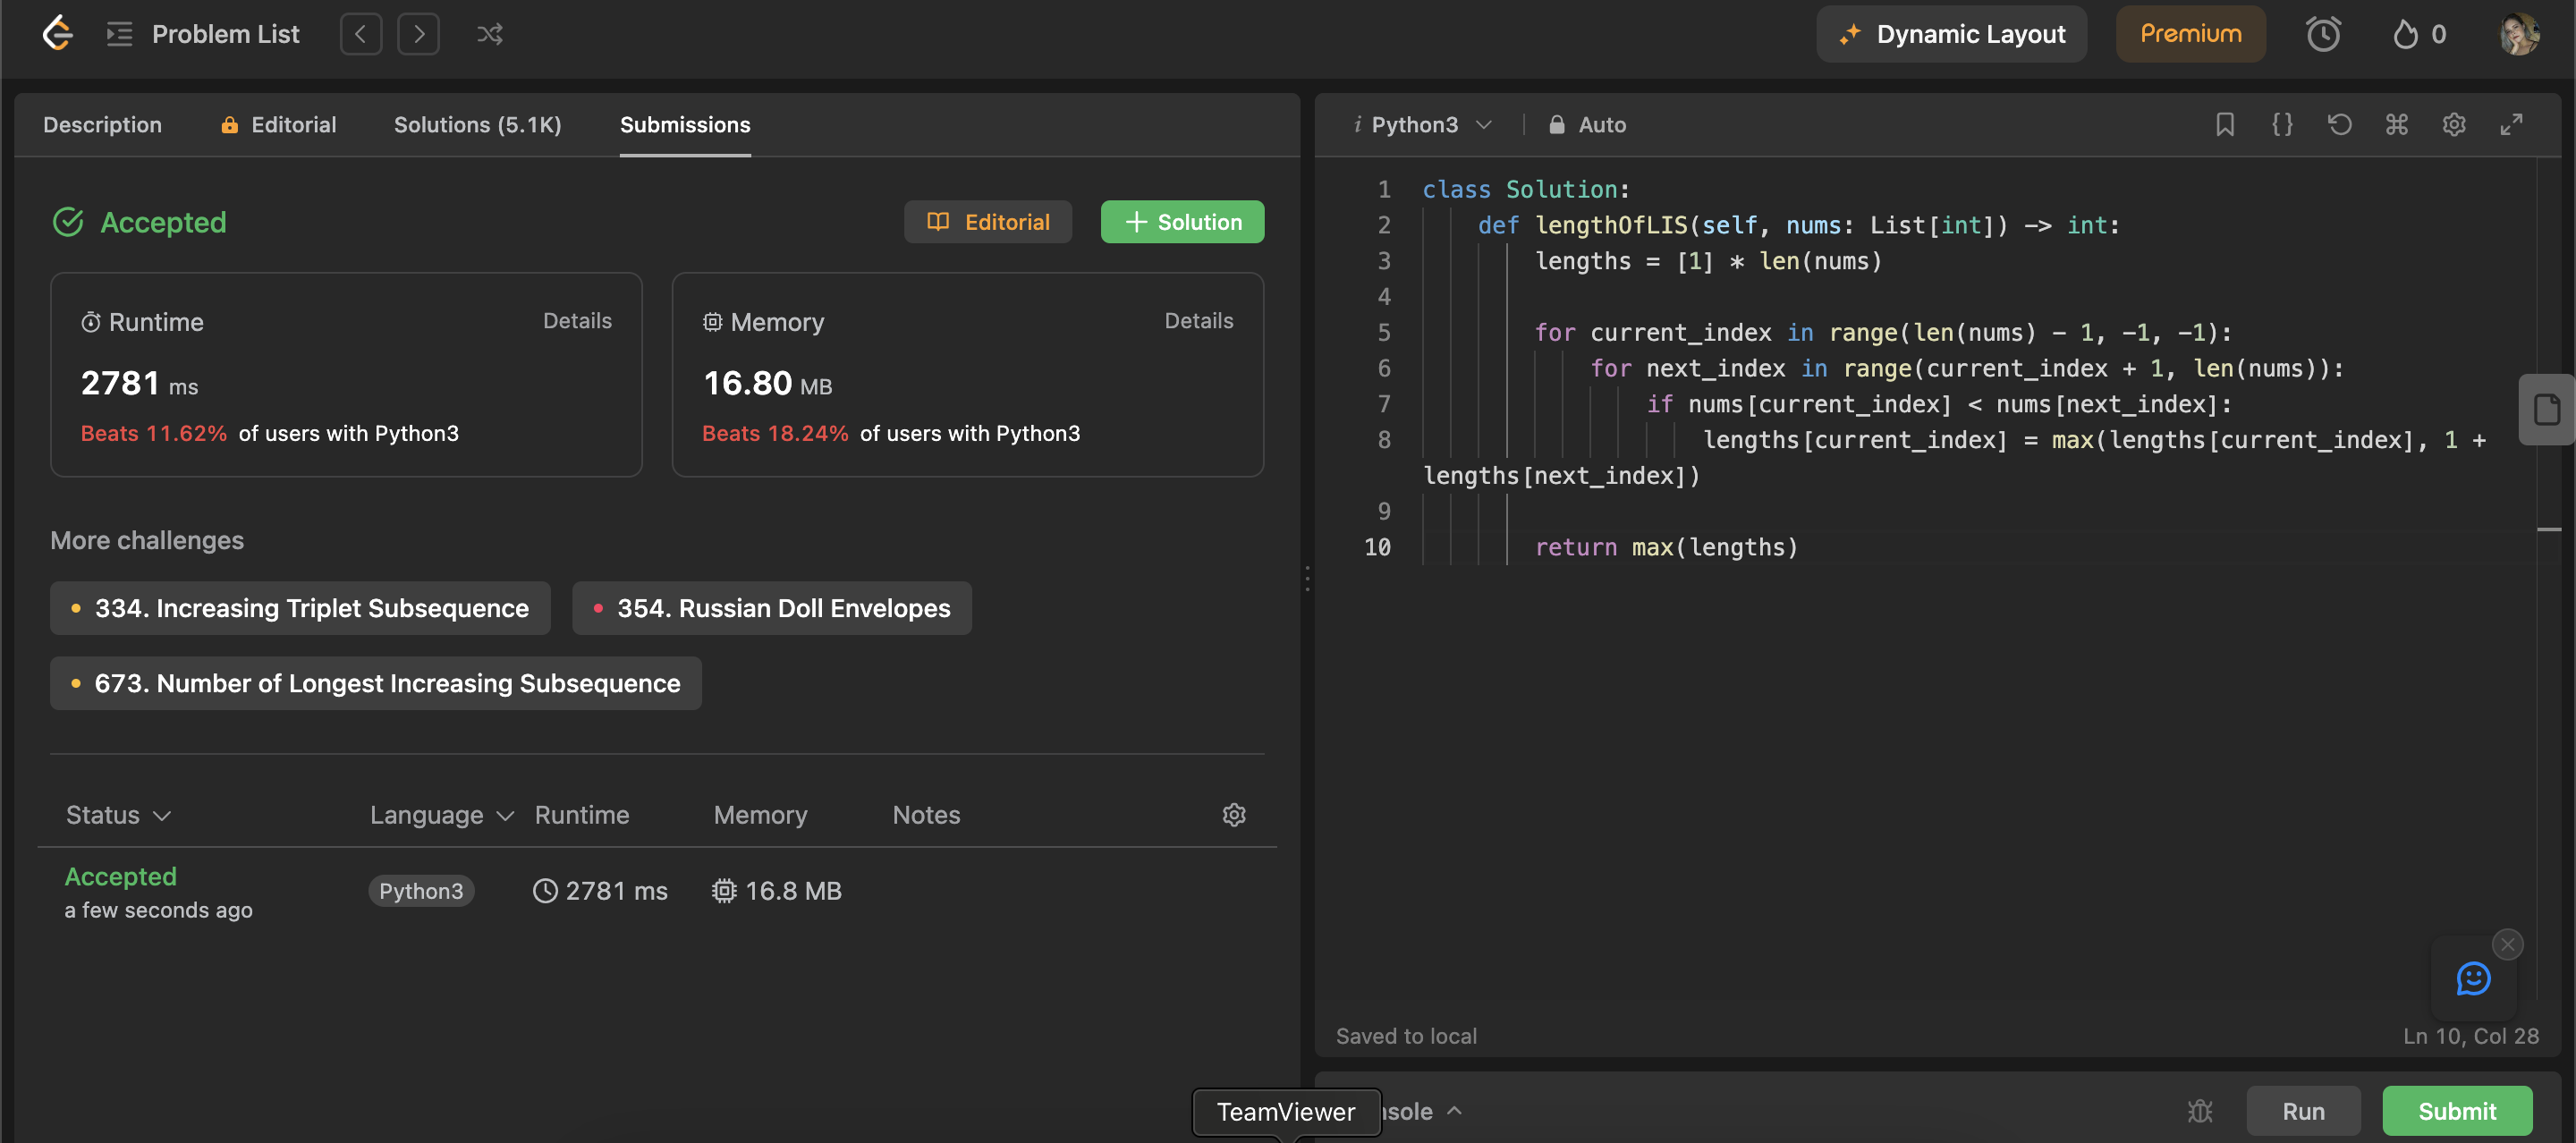 Problem List
Dynamic Layout
Premium
0
Description
Editorial
Solutions (5.1K)
Submissions
Accepted
Editorial
+ Solution
Runtime
Details
2781 ms
Beats 11.62% of users with Python3
Memory
Details
16.80 MB
Beats 18.24% of users with Python3
More challenges
334. Increasing Triplet Subsequence
354. Russian Doll Envelopes
673. Number of Longest Increasing Subsequence
Status
Language
Runtime
Memory
Notes
Accepted
a few seconds ago
Python3
2781 ms
16.8 MB
i Python3
Auto
1 class Solution:
2 def lengthOfLIS(self, nums: List[int]) -> int:
3 lengths = [1] * len(nums)
4
5 for current_index in range(len(nums) - 1, -1, -1):
6 for next_index in range(current_index + 1, len(nums)):
7 if nums[current_index] < nums[next_index]:
8 lengths[current_index] = max(lengths[current_index], 1 +
lengths[next_index])
9
10 return max(lengths)
Saved to local
Ln 10, Col 28
TeamViewer
nsole
Run
Submit